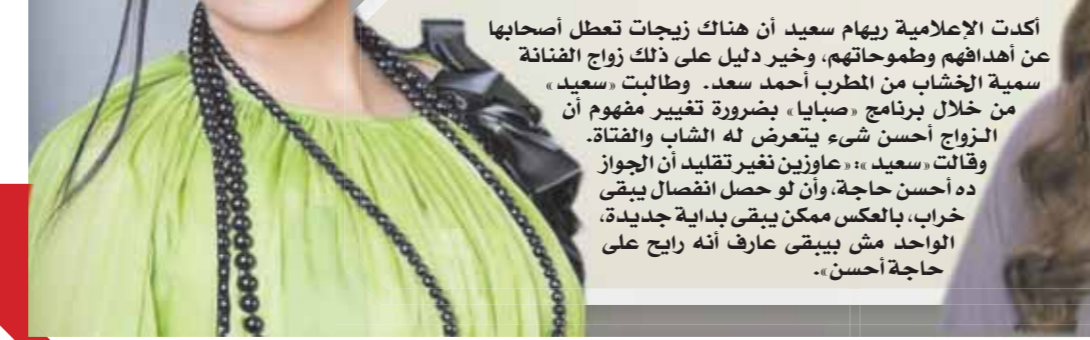 أكدت الإعلامية ريهام سعيد أن هناك زيجات تعطل أصحابها
عن أهدافهم وطموحاتهم، وخير دليل على ذلك زواج الفنانة
سمية الخشاب من المطرب أحمد سعد. وطالبت «سعيد»
من خلال برنامج «صبايا» بضرورة تغيير مفهوم أن
الزواج أحسن شىء يتعرض له الشاب والفتاة.
وقالت «سعيد»: «عاوزين نغير تقليد أن الجواز
ده أحسن حاجة، وأن لو حصل انفصال يبقى
خراب، بالعكس ممكن يبقى بداية جديدة،
الواحد مش بيبقى عارف أنه رايح على
حاجة أحسن».